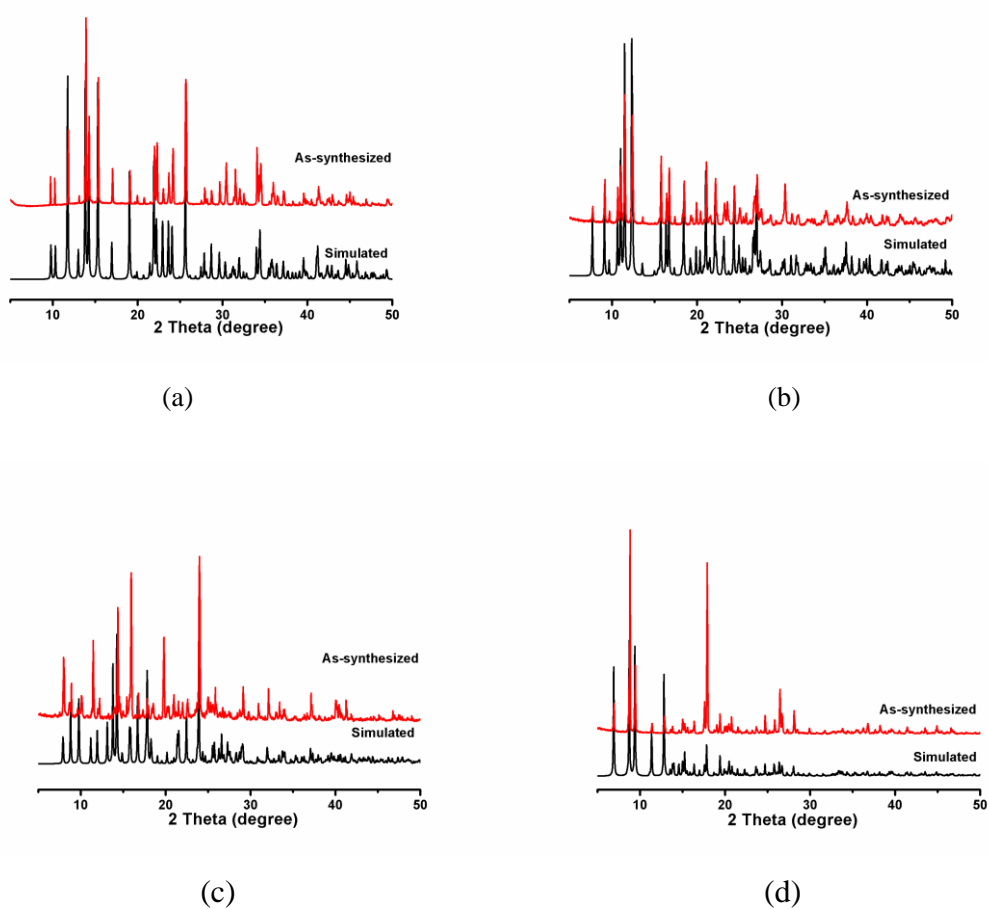 As-synthesized
Simulated
10 20 30 40 50
2 Theta (degree)
(a)
As-synthesized
Simulated
10 20 30 40 50
2 Theta (degree)
(b)
As-synthesized
Simulated
10 20 30 40 50
2 Theta (degree)
(c)
As-synthesized
Simulated
10 20 30 40 50
2 Theta (degree)
(d)